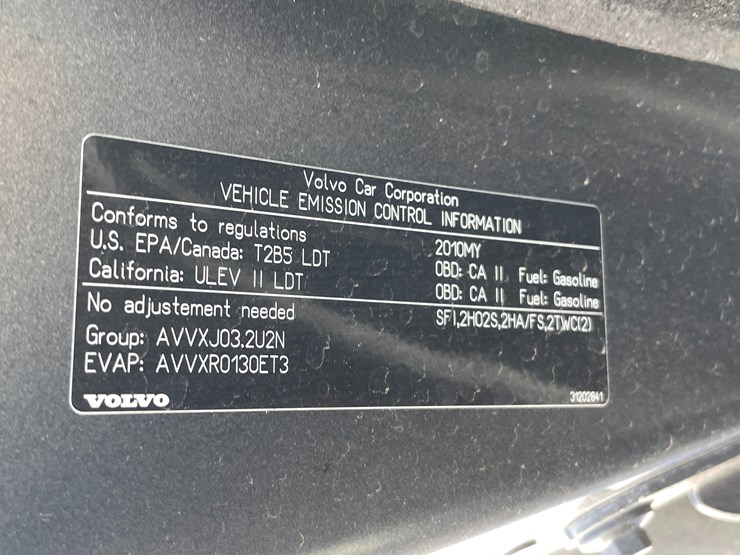 Volvo Car Corporation
VEHICLE EMISSION CONTROL INFORMATION
Conforms to regulations 2010MY
U.S. EPA/Canada: T2B5 LDT OBD: CA II Fuel: Gasoline
California: ULEV II LDT OBD: CA II Fuel: Gasoline
No adjustement needed SFI,2HO2S,2HA/FS,2TWC(2)
Group: AVVXJ03.2U2N
EVAP: AVVXR0130ET3
VOLVO 31202841